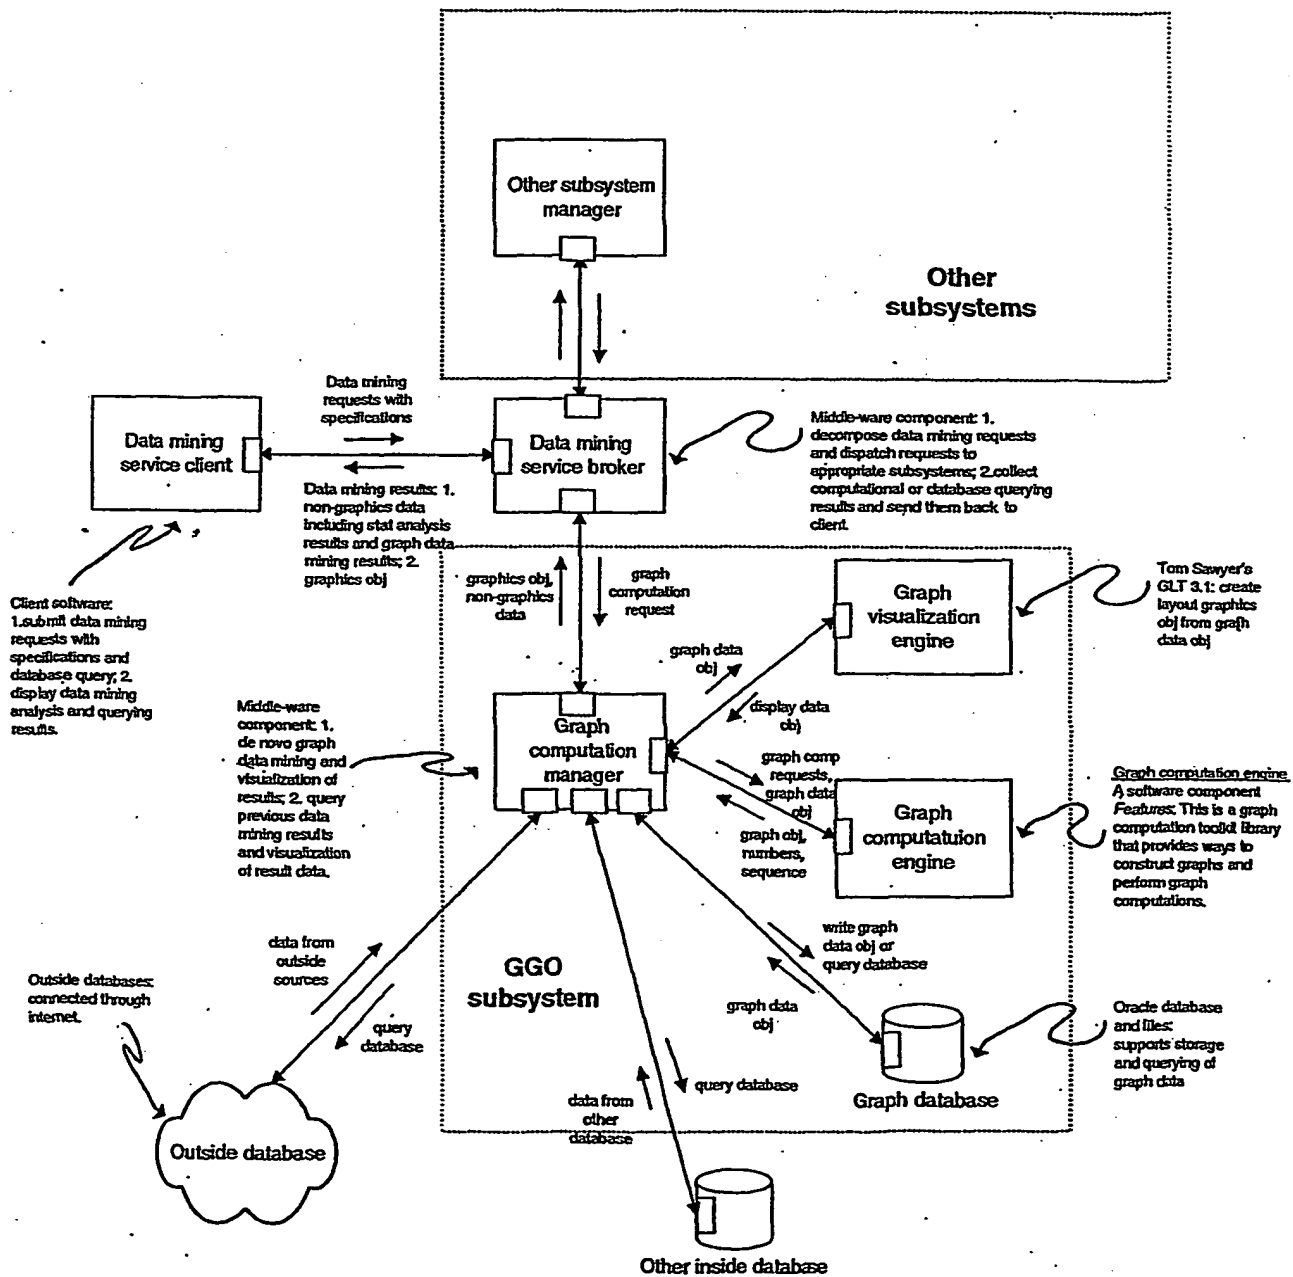 Other subsystem
manager
Other
subsystems
Data mining
requests with
specifications
Data mining
service client
Data mining
service broker
Middle-ware component: 1.
decompose data mining requests
and dispatch requests to
appropriate subsystems; 2.collect
computational or database querying
results and send them back to
client.
Data mining results: 1.
non-graphics data
including stat analysis
results and graph data
mining results; 2.
graphics obj
Client software:
1.submit data mining
requests with
specifications and
database query; 2.
display data mining
analysis and querying
results.
graphics obj,
non-graphics
data
graph
computation
request
Graph
visualization
engine
Tom Sawyer's
GLT 3.1: create
layout graphics
obj from graph
data obj
graph data
obj
display data
obj
Middle-ware
component: 1.
de novo graph
data mining and
visualization of
results; 2. query
previous data
mining results
and visualization
of result data.
Graph
computation
manager
graph comp
requests,
graph data
obj
graph obj,
numbers,
sequence
Graph
computatuion
engine
Graph computation engine
A software component
Features: This is a graph
computation toolkit library
that provides ways to
construct graphs and
perform graph
computations.
write graph
data obj or
query database
graph data
obj
data from
outside
sources
query
database
GGO
subsystem
Outside databases:
connected through
internet.
Oracle database
and files:
supports storage
and querying of
graph data
Graph database
query database
data from
other
database
Outside database
Other inside database